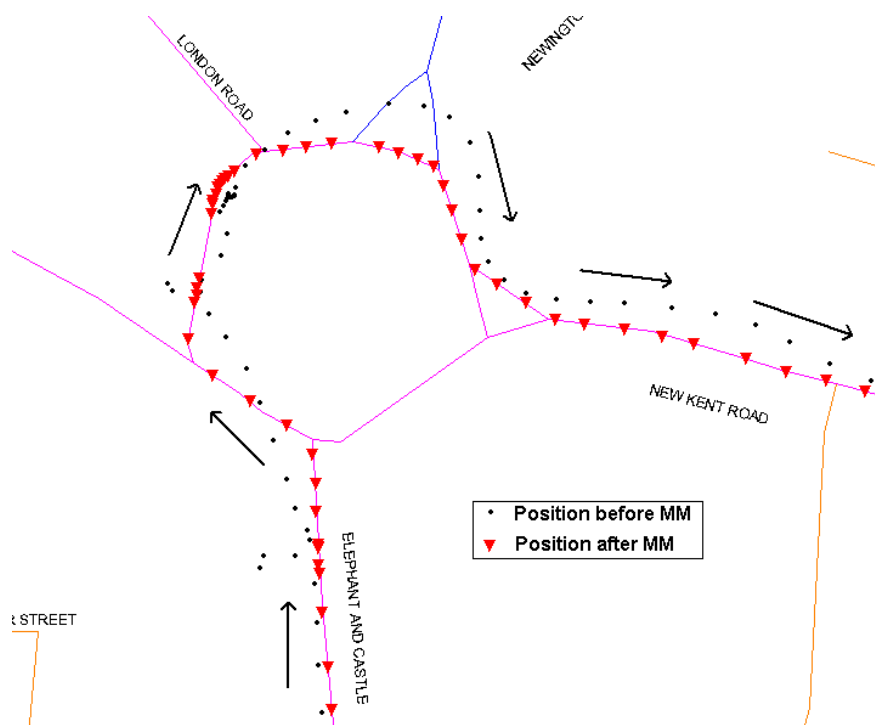 LONDON ROAD
NEWINGTO
NEW KENT ROAD
Position before MM
Position after MM
ELEPHANT AND CASTLE
R STREET